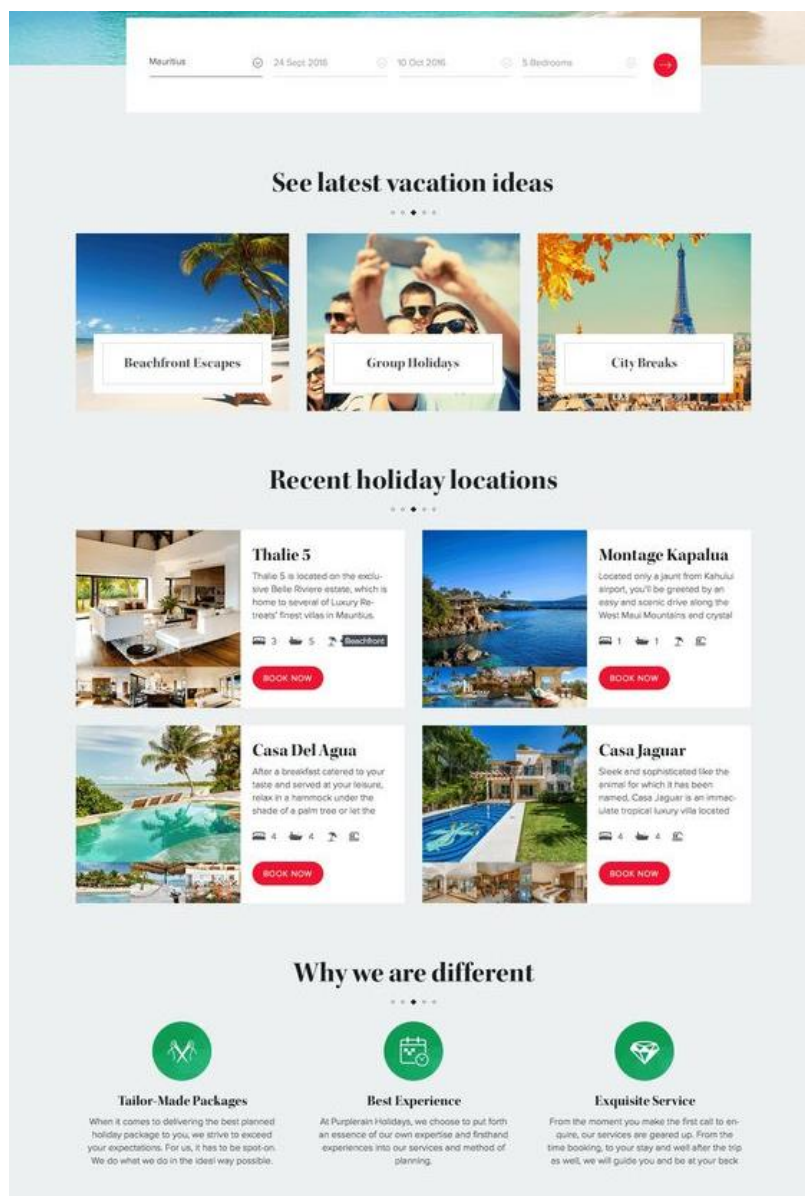 Mauritius
24 Sept 2016
10 Oct 2016
5 Bedrooms
See latest vacation ideas
Beachfront Escapes
Group Holidays
City Breaks
Recent holiday locations
Thalie 5
Thalie 5 is located on the exclu-
sive Belle Riviere estate, which is
home to several of Luxury Re-
treats' finest villas in Mauritius.
3 5 Beachfront
BOOK NOW
Montage Kapalua
Located only a jaunt from Kahului
airport, you'll be greeted by an
easy and scenic drive along the
West Maui Mountains and crystal
1 1
BOOK NOW
Casa Del Agua
After a breakfast catered to your
taste and served at your leisure,
relax in a hammock under the
shade of a palm tree or let the
4 4
BOOK NOW
Casa Jaguar
Sleek and sophisticated like the
animal for which it has been
named, Casa Jaguar is an immac-
ulate tropical luxury villa located
4 4
BOOK NOW
Why we are different
Tailor-Made Packages
When it comes to delivering the best planned
holiday package to you, we strive to exceed
your expectations. For us, it has to be spot-on.
We do what we do in the ideal way possible.
Best Experience
At Purplerain Holidays, we choose to put forth
an essence of our own expertise and firsthand
experiences into our services and method of
planning.
Exquisite Service
From the moment you make the first call to en-
quire, our services are geared up. From the
time booking, to your stay and well after the trip
as well, we will guide you and be at your back